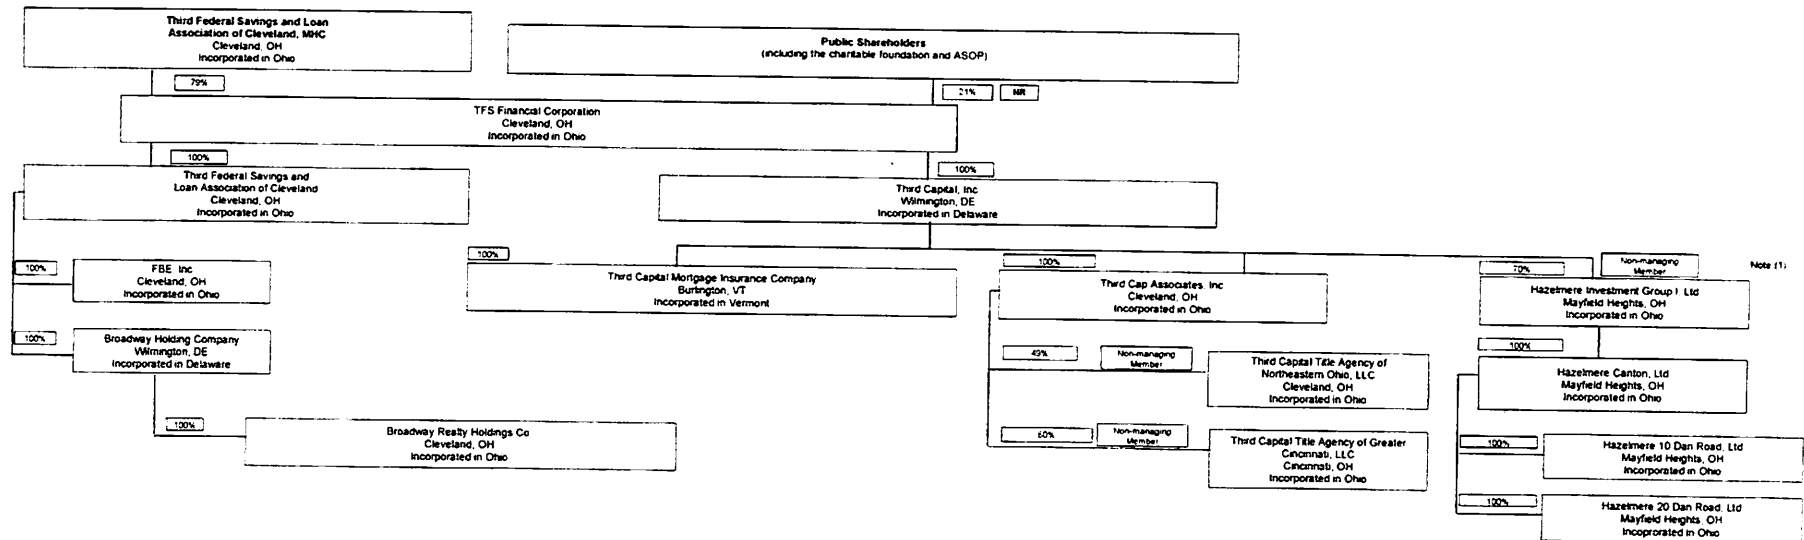 Third Federal Savings and Loan
Association of Cleveland, MHC
Cleveland, OH
Incorporated in Ohio
Public Shareholders
(including the charitable foundation and ASOP)
79%
21%
NR
TFS Financial Corporation
Cleveland, OH
Incorporated in Ohio
100%
100%
Third Federal Savings and
Loan Association of Cleveland
Cleveland, OH
Incorporated in Ohio
Third Capital, Inc
Wilmington, DE
Incorporated in Delaware
100%
FBE Inc
Cleveland, OH
Incorporated in Ohio
100%
Third Capital Mortgage Insurance Company
Burlington, VT
Incorporated in Vermont
100%
Third Cap Associates, Inc
Cleveland, OH
Incorporated in Ohio
70%
Non-managing
Member
Note (1)
Hazelmere Investment Group I, Ltd
Mayfield Heights, OH
Incorporated in Ohio
100%
Broadway Holding Company
Wilmington, DE
Incorporated in Delaware
49%
Non-managing
Member
Third Capital Title Agency of
Northeastern Ohio, LLC
Cleveland, OH
Incorporated in Ohio
100%
Hazelmere Canton, Ltd
Mayfield Heights, OH
Incorporated in Ohio
100%
Broadway Realty Holdings Co
Cleveland, OH
Incorporated in Ohio
60%
Non-managing
Member
Third Capital Title Agency of Greater
Cincinnati, LLC
Cincinnati, OH
Incorporated in Ohio
100%
Hazelmere 10 Dan Road, Ltd
Mayfield Heights, OH
Incorporated in Ohio
100%
Hazelmere 20 Dan Road, Ltd
Mayfield Heights, OH
Incoprorated in Ohio